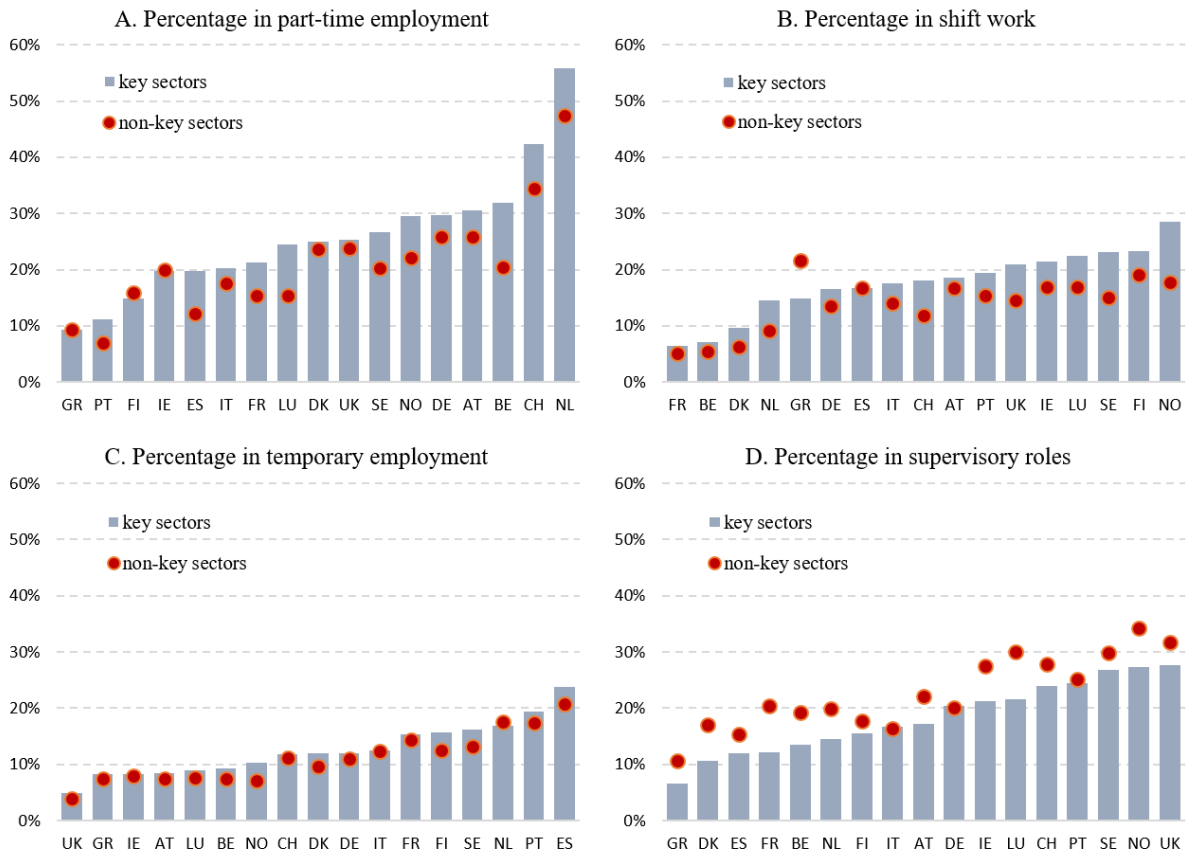 A. Percentage in part-time employment
60%
50%
40%
30%
20%
10%
0%
key sectors
non-key sectors
GR PT FI IE ES IT FR LU DK UK SE NO DE AT BE CH NL
B. Percentage in shift work
60%
50%
40%
30%
20%
10%
0%
key sectors
non-key sectors
FR BE DK NL GR DE ES IT CH AT PT UK IE LU SE FI NO
C. Percentage in temporary employment
60%
50%
40%
30%
20%
10%
0%
key sectors
non-key sectors
UK GR IE AT LU BE NO CH DK DE IT FR FI SE NL PT ES
D. Percentage in supervisory roles
60%
50%
40%
30%
20%
10%
0%
key sectors
non-key sectors
GR DK ES FR BE NL FI IT AT DE IE LU CH PT SE NO UK